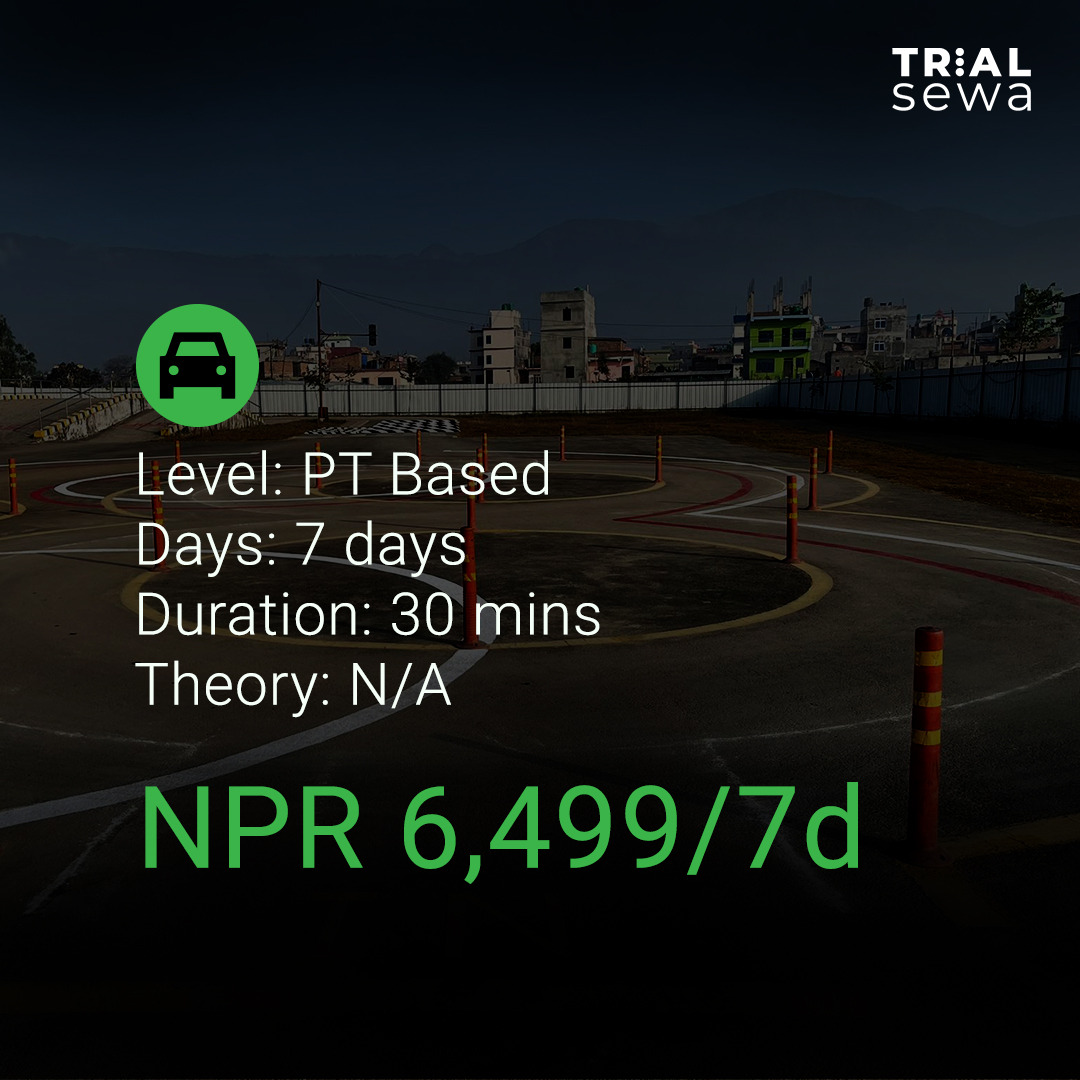 TRIAL
sewa
Level: PT Based
Days: 7 days
Duration: 30 mins
Theory: N/A
NPR 6,499/7d